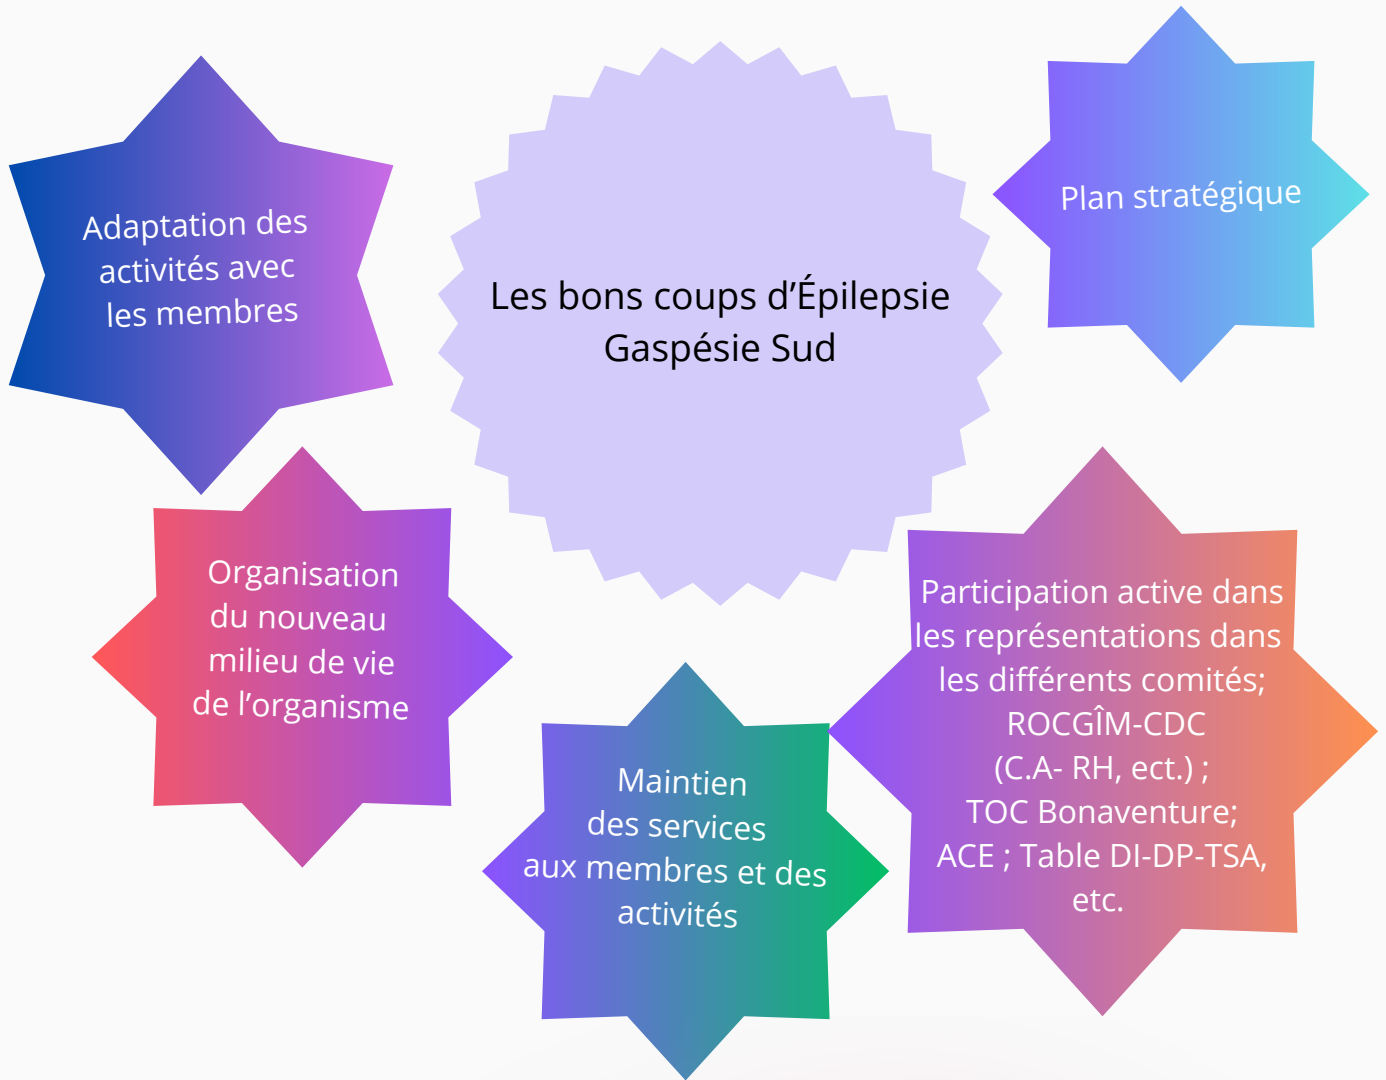 Les bons coups d’Épilepsie
Gaspésie Sud
Adaptation des
activités avec
les membres
Plan stratégique
Organisation
du nouveau
milieu de vie
de l’organisme
Maintien
des services
aux membres et des
activités
Participation active dans
les représentations dans
les différents comités;
ROCGÎM-CDC
(C.A- RH, ect.) ;
TOC Bonaventure;
ACE ; Table DI-DP-TSA,
etc.